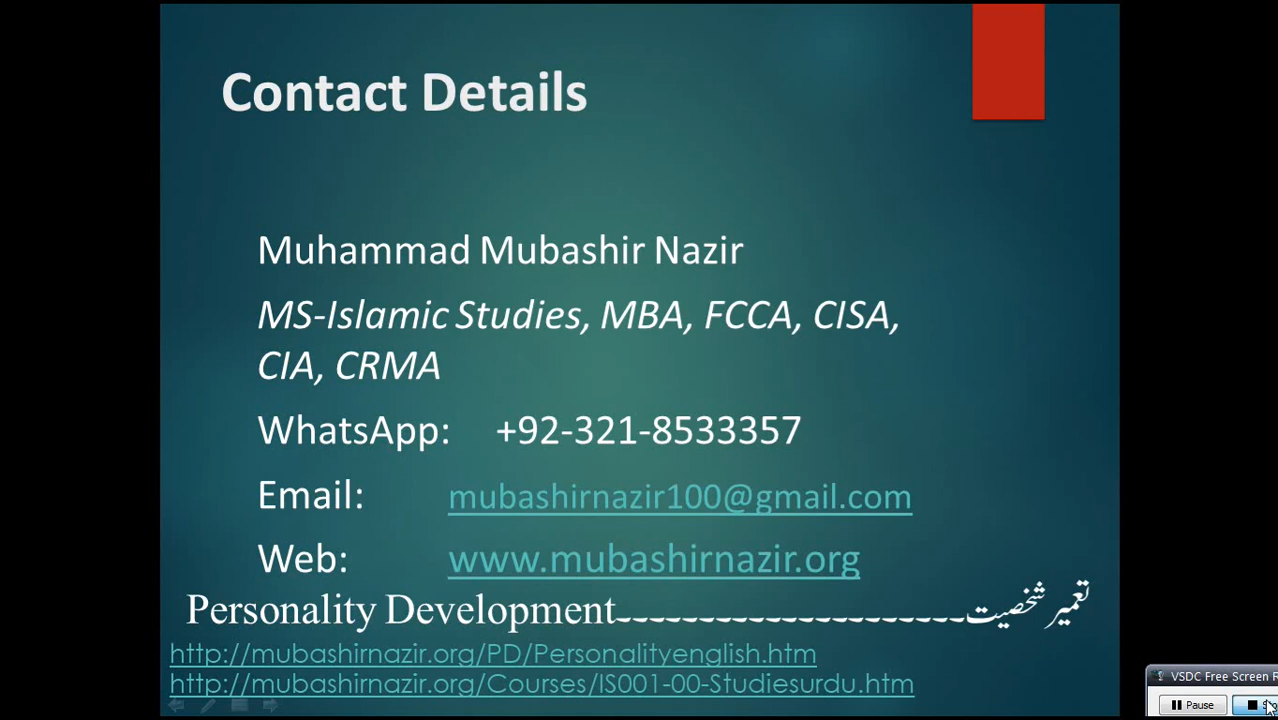 Contact Details
Muhammad Mubashir Nazir
MS-Islamic Studies, MBA, FCCA, CISA,
CIA, CRMA
WhatsApp: +92-321-8533357
Email: mubashirnazir100@gmail.com
Web: www.mubashirnazir.org
Personality Development۔۔۔۔۔۔۔۔۔۔۔۔۔۔۔۔۔۔۔۔۔تعمیر شخصیت
http://mubashirnazir.org/PD/Personalityenglish.htm
http://mubashirnazir.org/Courses/IS001-00-Studiesurdu.htm
VSDC Free Screen R
Pause